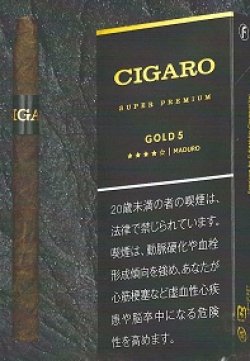 IGA
CIGARO
SUPER PREMIUM
GOLD 5
★★★★☆ | MADURO
20歳未満の者の喫煙は、
法律で禁じられています。
喫煙は、動脈硬化や血栓
形成傾向を強め、あなたが
心筋梗塞など虚血性心疾
患や脳卒中になる危険
性を高めます。